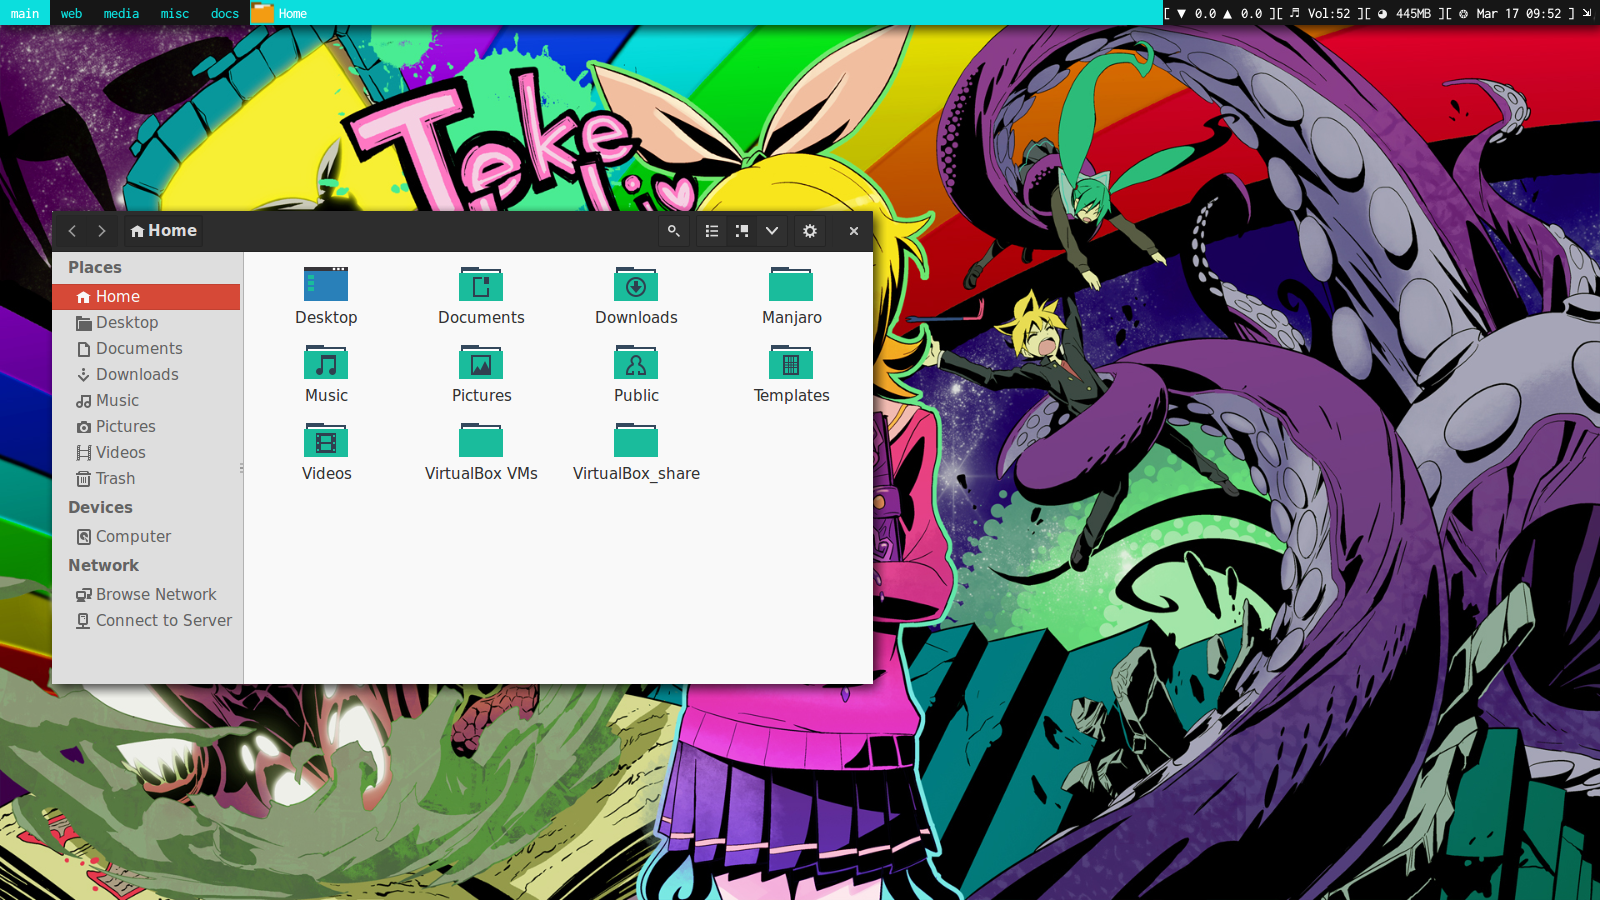 main web media misc docs Home [ ▼ 0.0 ▲ 0.0 ][ ♬ Vol:52 ][ ◕ 445MB ][ ❂ Mar 17 09:52 ]
Teke
Li
Home
Places
Home
Desktop
Documents
Downloads
Music
Pictures
Videos
Trash
Devices
Computer
Network
Browse Network
Connect to Server
Desktop Documents Downloads Manjaro
Music Pictures Public Templates
Videos VirtualBox VMs VirtualBox_share